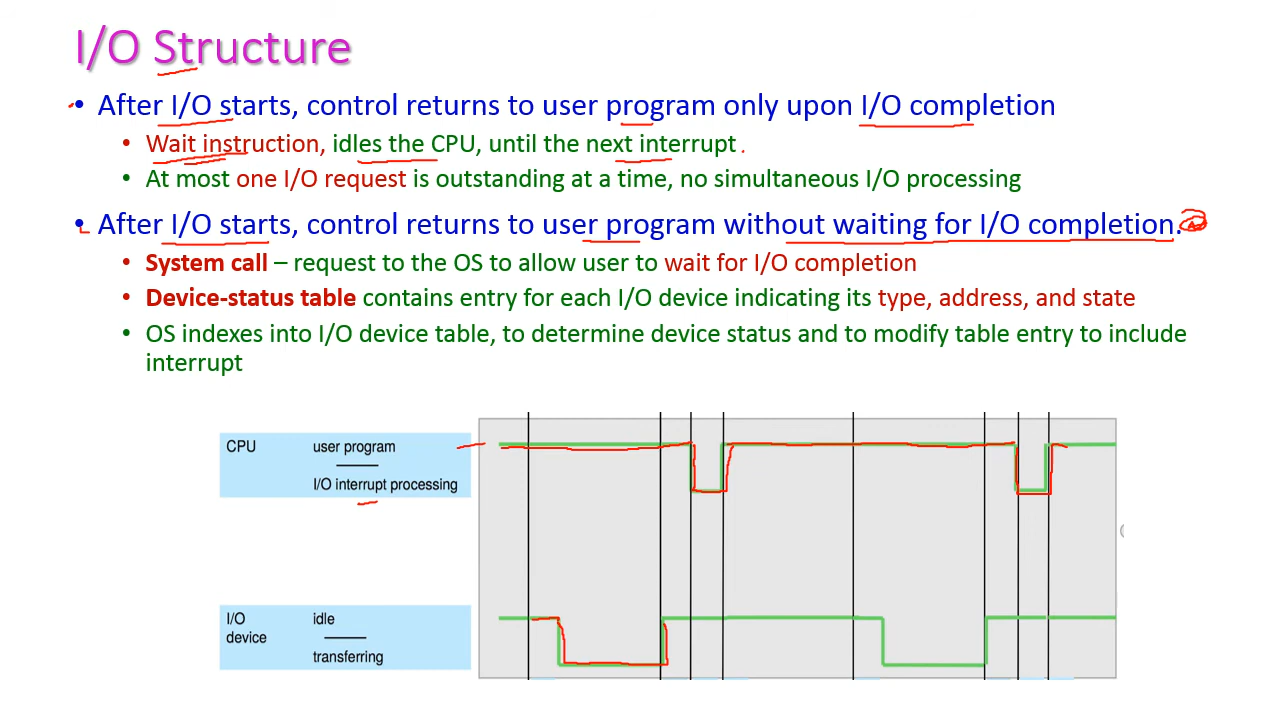 I/O Structure
• After I/O starts, control returns to user program only upon I/O completion
• Wait instruction, idles the CPU, until the next interrupt
• At most one I/O request is outstanding at a time, no simultaneous I/O processing
• After I/O starts, control returns to user program without waiting for I/O completion.
• System call – request to the OS to allow user to wait for I/O completion
• Device-status table contains entry for each I/O device indicating its type, address, and state
• OS indexes into I/O device table, to determine device status and to modify table entry to include
interrupt
CPU user program
I/O interrupt processing
I/O idle
device
transferring